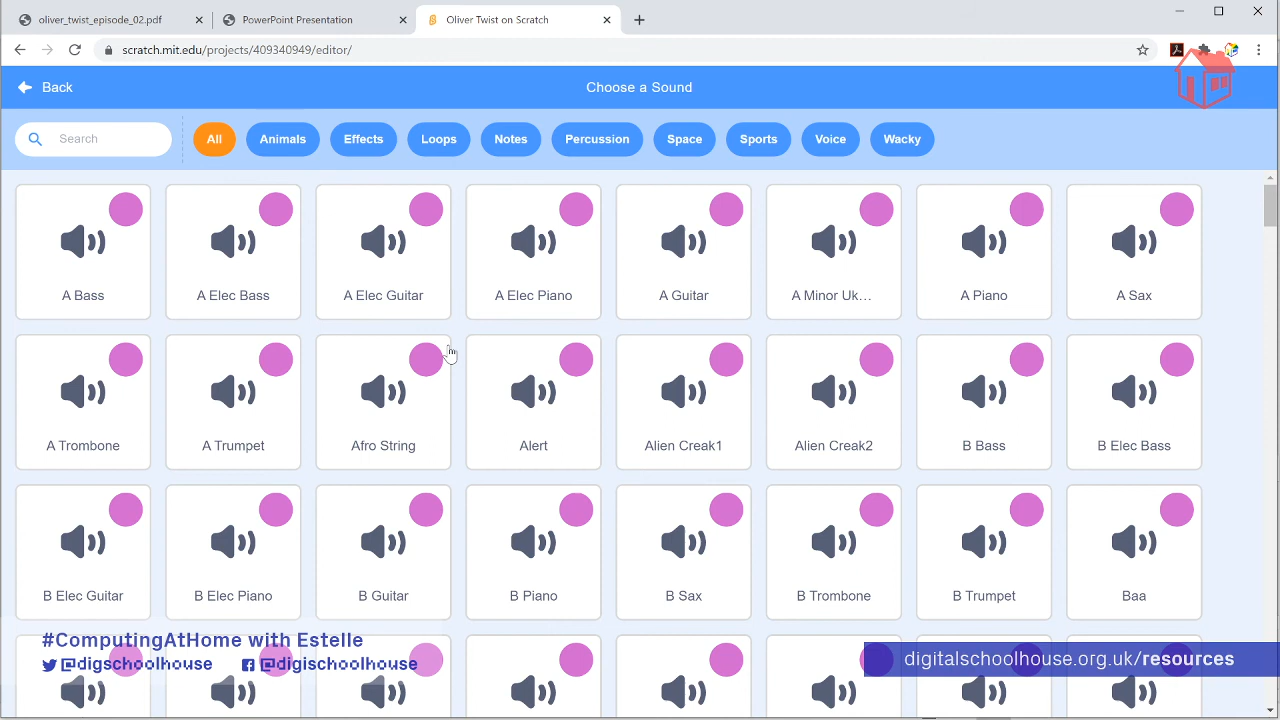 oliver_twist_episode_02.pdf
PowerPoint Presentation
Oliver Twist on Scratch
scratch.mit.edu/projects/409340949/editor/
Back
Choose a Sound
Search
All
Animals
Effects
Loops
Notes
Percussion
Space
Sports
Voice
Wacky
A Bass
A Elec Bass
A Elec Guitar
A Elec Piano
A Guitar
A Minor Uk...
A Piano
A Sax
A Trombone
A Trumpet
Afro String
Alert
Alien Creak1
Alien Creak2
B Bass
B Elec Bass
B Elec Guitar
B Elec Piano
B Guitar
B Piano
B Sax
B Trombone
B Trumpet
Baa
#ComputingAtHome with Estelle
@digschoolhouse @digischoolhouse
digitalschoolhouse.org.uk/resources